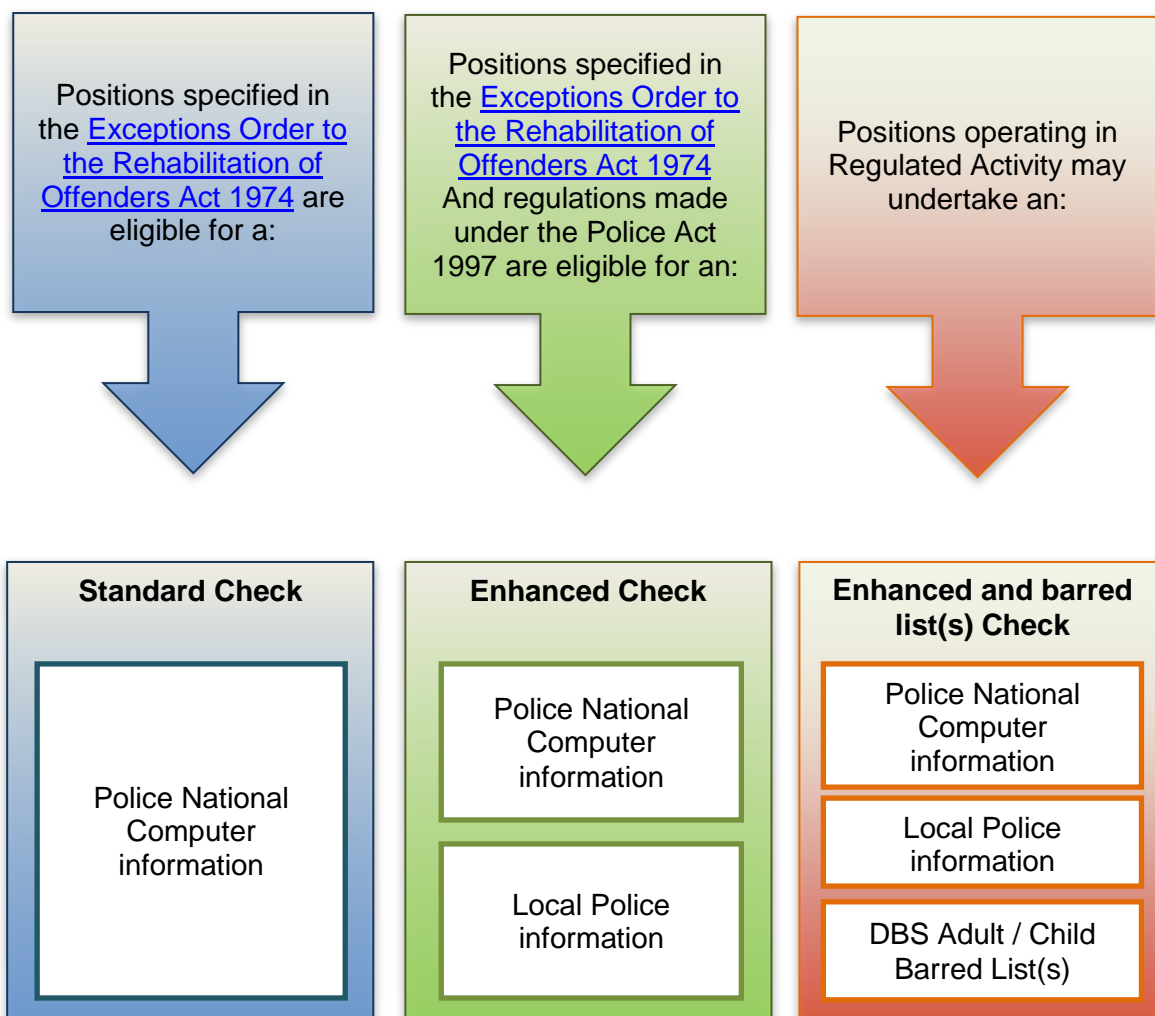 Positions specified in
the Exceptions Order to
the Rehabilitation of
Offenders Act 1974 are
eligible for a:
Positions specified in
the Exceptions Order to
the Rehabilitation of
Offenders Act 1974
And regulations made
under the Police Act
1997 are eligible for an:
Positions operating in
Regulated Activity may
undertake an:
Standard Check
Police National
Computer
information
Enhanced Check
Police National
Computer
information
Local Police
information
Enhanced and barred
list(s) Check
Police National
Computer
information
Local Police
information
DBS Adult / Child
Barred List(s)